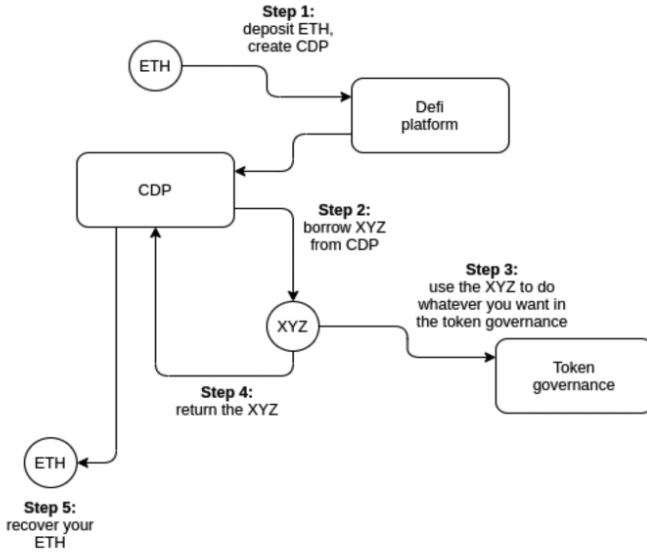 Step 1:
deposit ETH,
create CDP
ETH
Defi
platform
CDP
Step 2:
borrow XYZ
from CDP
Step 3:
use the XYZ to do
whatever you want in
the token governance
XYZ
Token
governance
Step 4:
return the XYZ
ETH
Step 5:
recover your
ETH